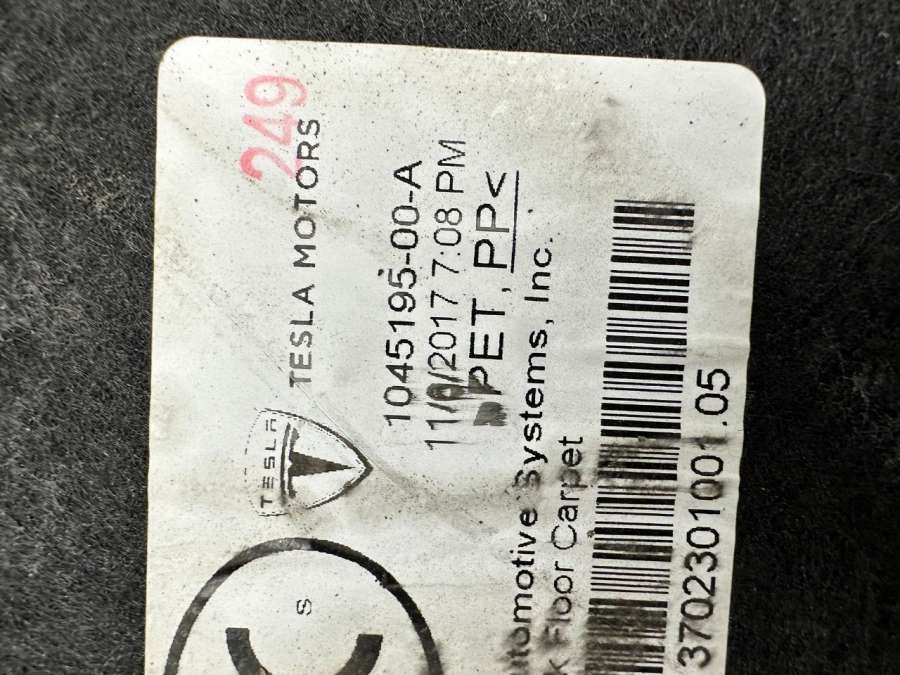 249
TESLA MOTORS
TESLA
1045195-00-A
7:08 PM
PET, PP<
Systems, Inc.
Floor Carpet
3702301001.05
C
S